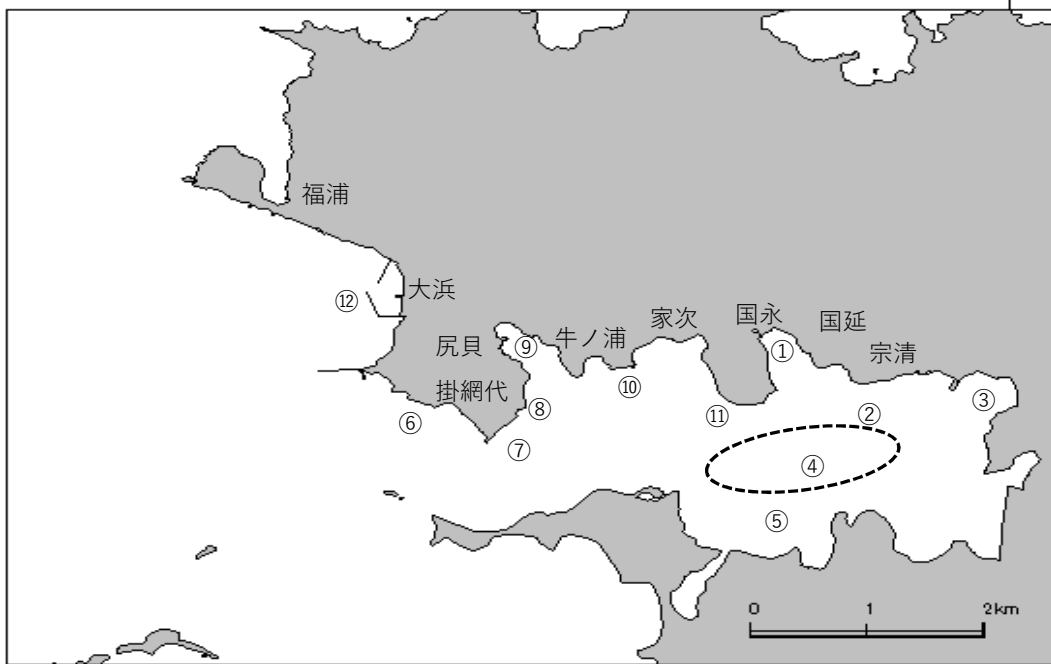 福浦
大浜
⑫
国永
国延
家次
牛ノ浦
尻貝
⑨
①
宗清
掛網代
⑩
③
⑧
⑥
⑪
②
⑦
④
⑤
0 1 2km